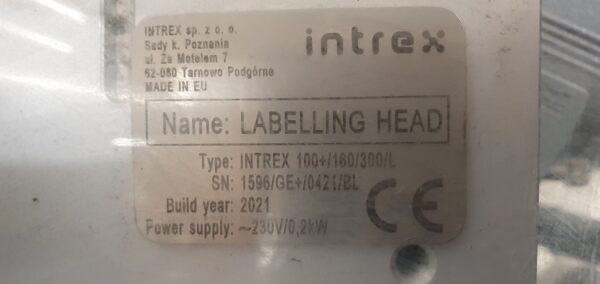 INTREX sp. z o. o.
Sady k. Poznania
ul. Za Motelem 7
62-080 Tarnowo Podgórne
MADE IN EU
intrex
Name: LABELLING HEAD
Type: INTREX 100+/160/300/L
SN: 1596/GE+/0421/BL
Build year: 2021
Power supply: ~230V/0,2kW
CE